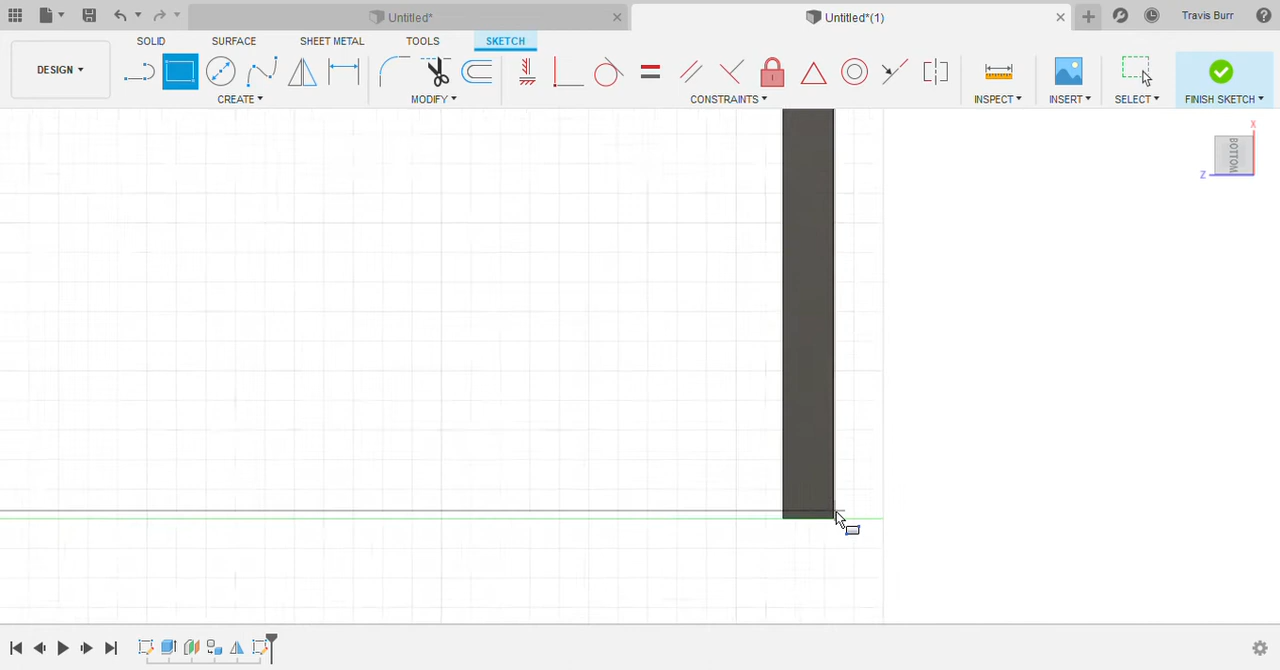 Untitled*
Untitled*(1)
Travis Burr
SOLID
SURFACE
SHEET METAL
TOOLS
SKETCH
DESIGN
CREATE
MODIFY
CONSTRAINTS
INSPECT
INSERT
SELECT
FINISH SKETCH
X
BOTTOM
Z